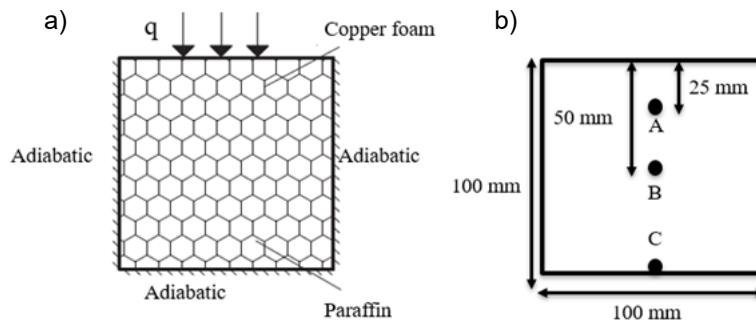 a)
q
Copper foam
Adiabatic
Adiabatic
Adiabatic
Paraffin
b)
25 mm
50 mm
A
B
100 mm
C
100 mm